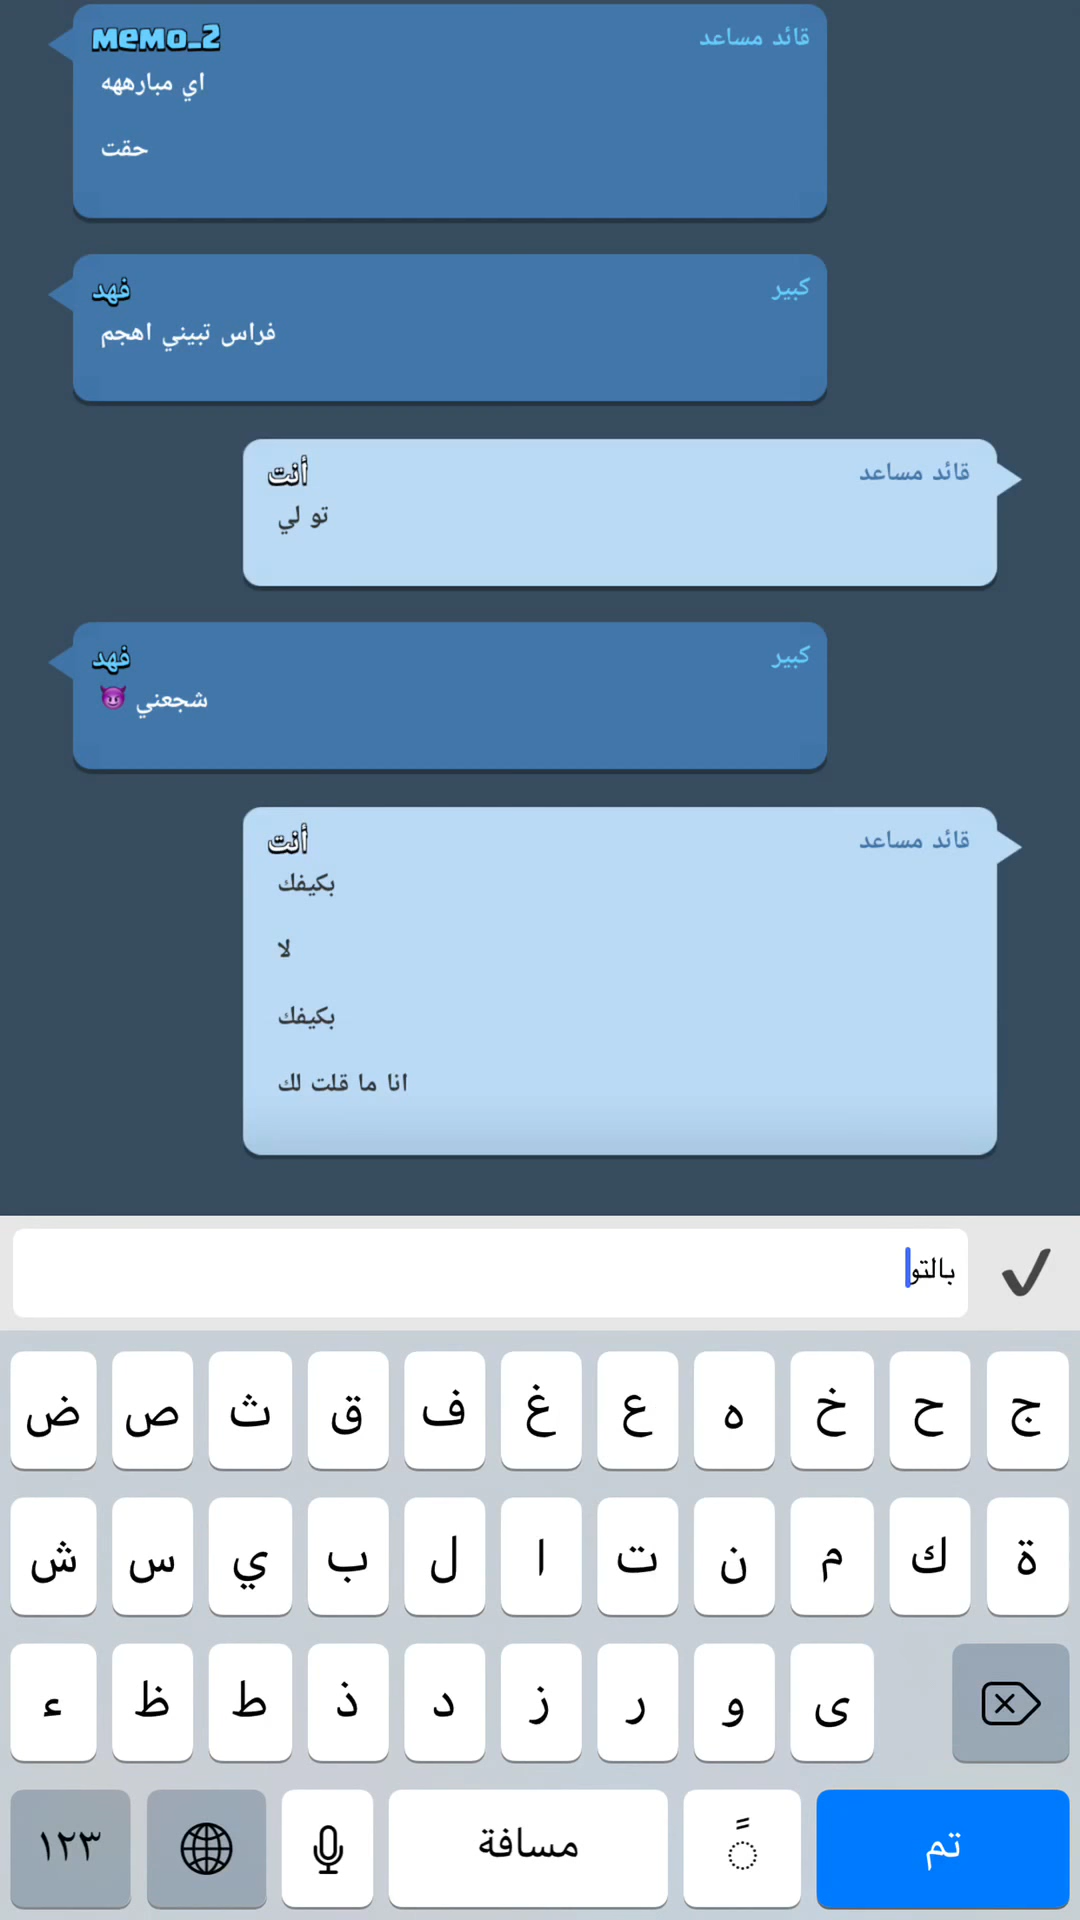 MeMo_2
قائد مساعد
اي مبارههه
حقت
فهد
كبير
فراس تبيني اهجم
أنت
قائد مساعد
تو لي
فهد
كبير
شجعني 😈
أنت
قائد مساعد
بكيفك
لا
بكيفك
انا ما قلت لك
بالتو
ض ص ث ق ف غ ع ه خ ح ج
ش س ي ب ل ا ت ن م ك ة
ء ظ ط ذ د ز ر و ى
١٢٣ مسافة تم